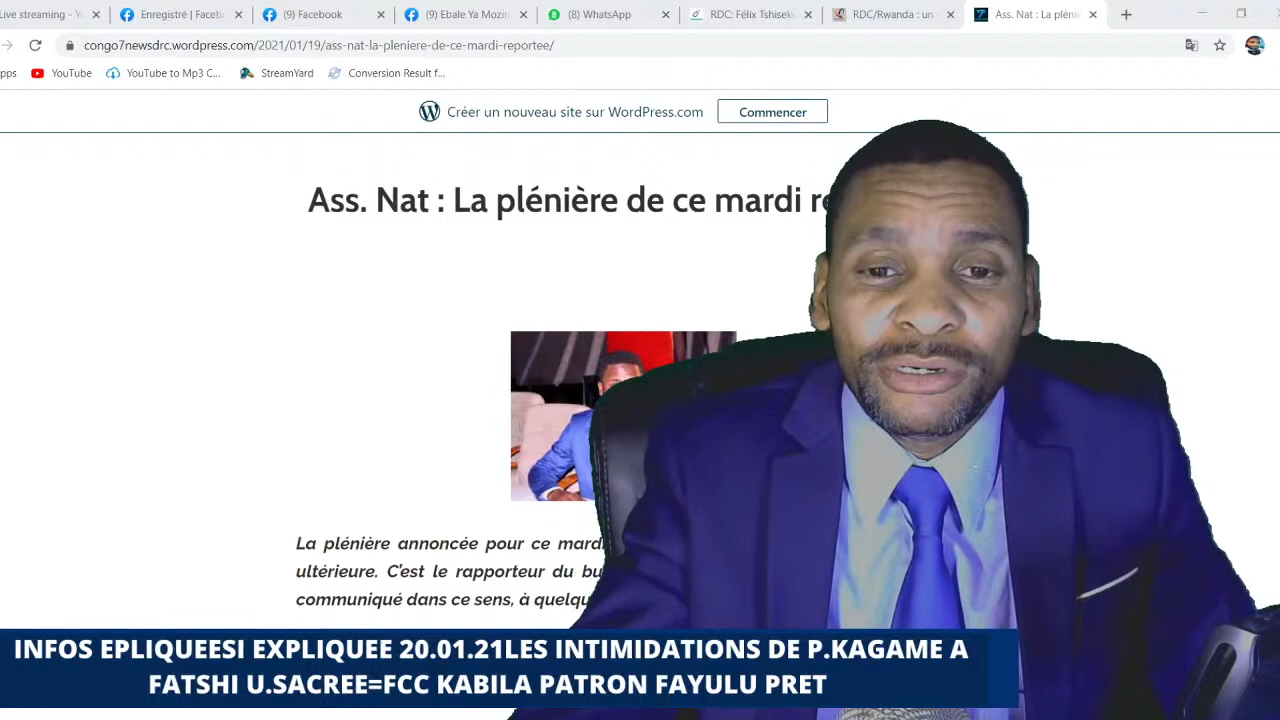 Live streaming - Yo
Enregistré | Faceb
(9) Facebook
(9) Ebale Ya Mozin
(8) WhatsApp
RDC: Félix Tshiseke
RDC/Rwanda : un
Ass. Nat : La pléni
congo7newsdrc.wordpress.com/2021/01/19/ass-nat-la-pleniere-de-ce-mardi-reportee/
pps
YouTube
YouTube to Mp3 C...
StreamYard
Conversion Result f...
Créer un nouveau site sur WordPress.com
Commencer
Ass. Nat : La plénière de ce mardi re
La plénière annoncée pour ce mardi
ultérieure. C'est le rapporteur du bu
communiqué dans ce sens, à quelqu
INFOS EPLIQUEESI EXPLIQUEE 20.01.21LES INTIMIDATIONS DE P.KAGAME A
FATSHI U.SACREE=FCC KABILA PATRON FAYULU PRET